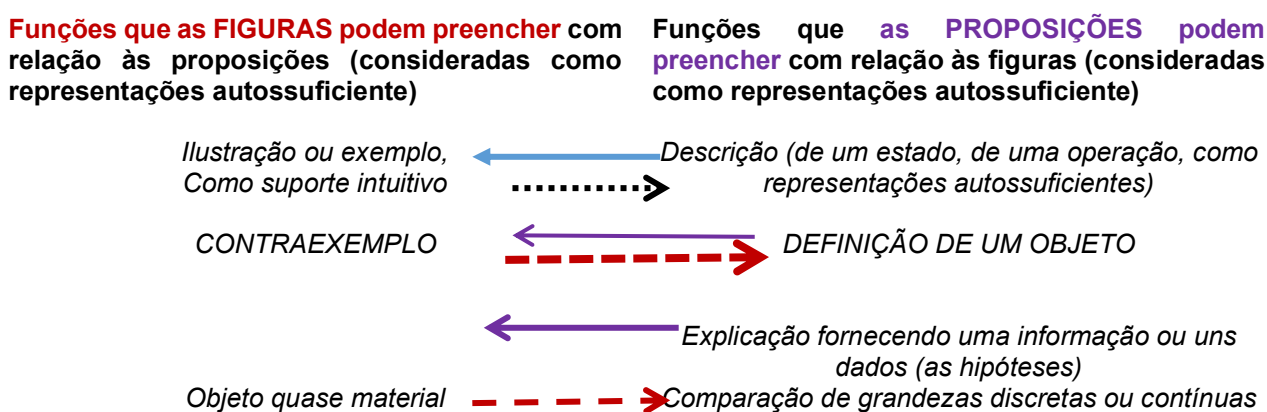 Funções que as FIGURAS podem preencher com
relação às proposições (consideradas como
representações autossuficiente)
Funções que as PROPOSIÇÕES podem
preencher com relação às figuras (consideradas
como representações autossuficiente)
Ilustração ou exemplo,
Como suporte intuitivo
Descrição (de um estado, de uma operação, como
representações autossuficientes)
CONTRAEXEMPLO
DEFINIÇÃO DE UM OBJETO
Explicação fornecendo uma informação ou uns
dados (as hipóteses)
Objeto quase material
Comparação de grandezas discretas ou contínuas